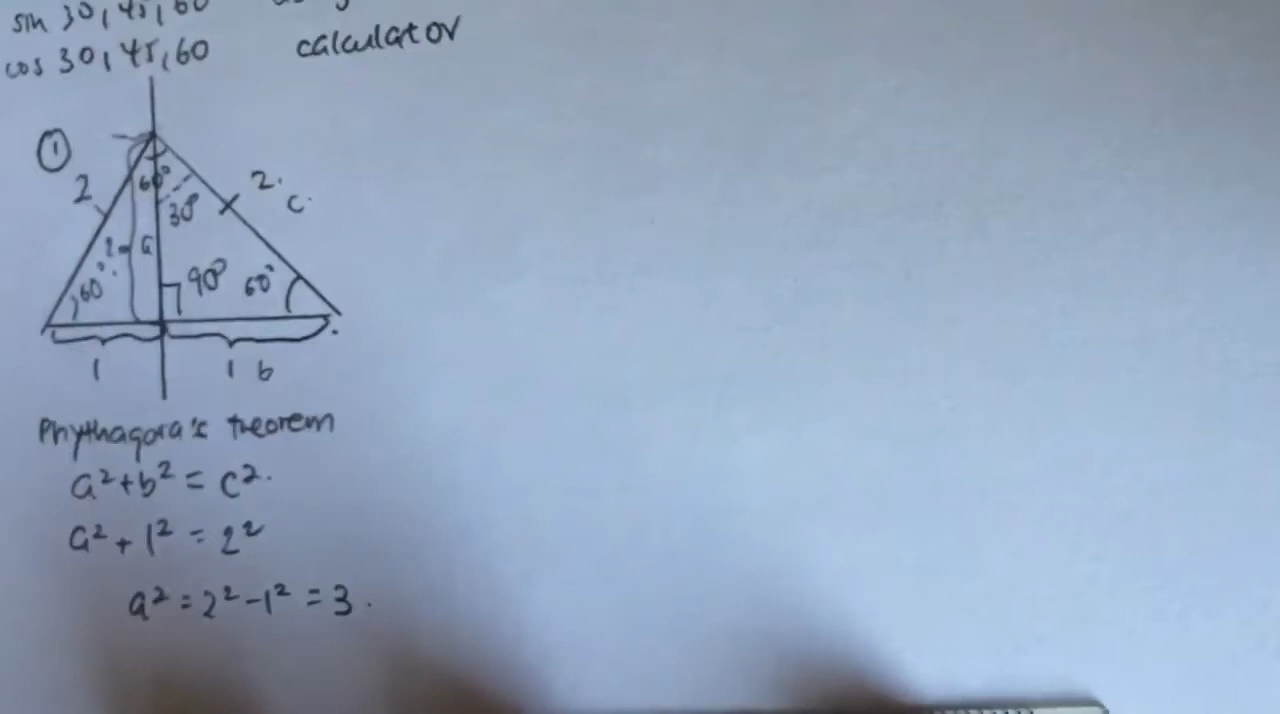 sin 30, 45, 60
cos 30, 45, 60 calculator
①
2
60°
2.
c.
30°
a
60°
90° 60°
1
1 b
Phythagora's theorem
a² + b² = c².
a² + 1² = 2²
a² = 2² - 1² = 3.